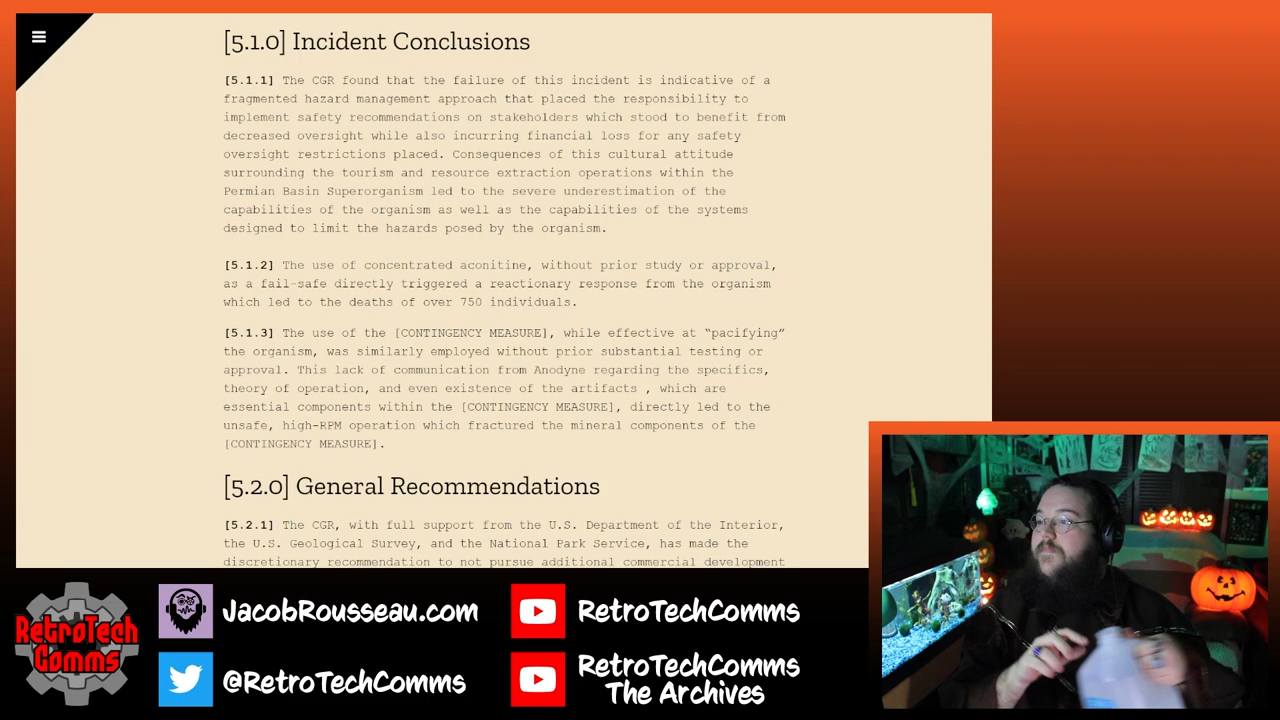 [5.1.0] Incident Conclusions
[5.1.1] The CGR found that the failure of this incident is indicative of a
fragmented hazard management approach that placed the responsibility to
implement safety recommendations on stakeholders which stood to benefit from
decreased oversight while also incurring financial loss for any safety
oversight restrictions placed. Consequences of this cultural attitude
surrounding the tourism and resource extraction operations within the
Permian Basin Superorganism led to the severe underestimation of the
capabilities of the organism as well as the capabilities of the systems
designed to limit the hazards posed by the organism.
[5.1.2] The use of concentrated aconitine, without prior study or approval,
as a fail-safe directly triggered a reactionary response from the organism
which led to the deaths of over 750 individuals.
[5.1.3] The use of the [CONTINGENCY MEASURE], while effective at “pacifying”
the organism, was similarly employed without prior substantial testing or
approval. This lack of communication from Anodyne regarding the specifics,
theory of operation, and even existence of the artifacts , which are
essential components within the [CONTINGENCY MEASURE], directly led to the
unsafe, high-RPM operation which fractured the mineral components of the
[CONTINGENCY MEASURE].
[5.2.0] General Recommendations
[5.2.1] The CGR, with full support from the U.S. Department of the Interior,
the U.S. Geological Survey, and the National Park Service, has made the
discretionary recommendation to not pursue additional commercial development
RetroTech
Comms
JacobRousseau.com
@RetroTechComms
RetroTechComms
RetroTechComms
The Archives